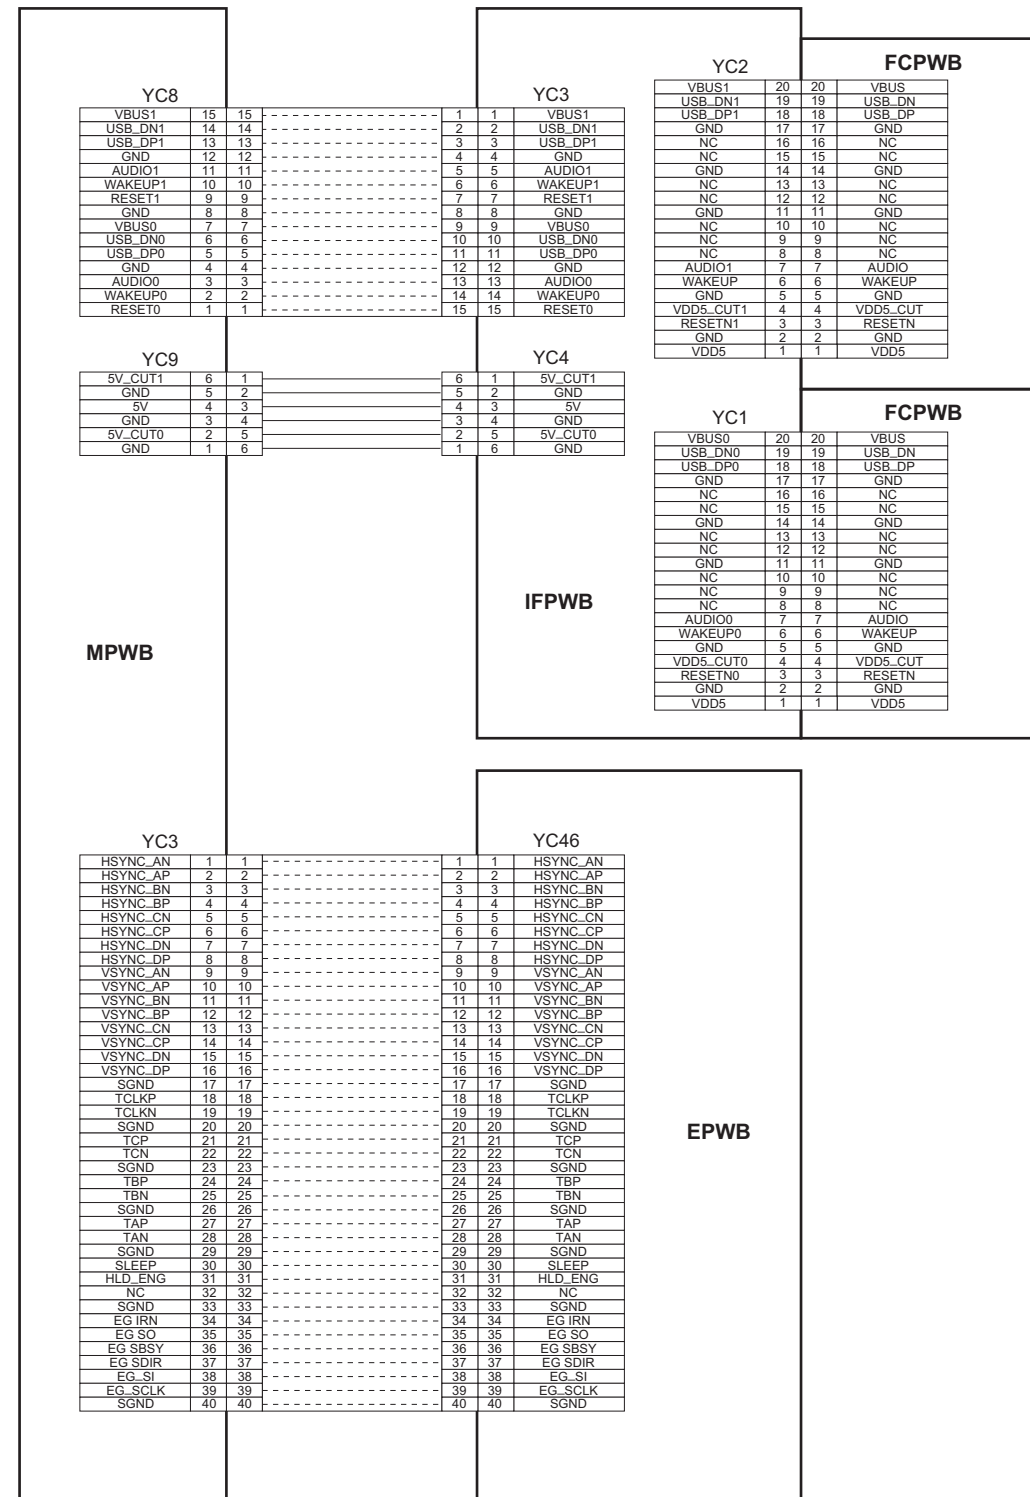 YC8
VBUS1 15 15
USB_DN1 14 14
USB_DP1 13 13
GND 12 12
AUDIO1 11 11
WAKEUP1 10 10
RESET1 9 9
GND 8 8
VBUS0 7 7
USB_DN0 6 6
USB_DP0 5 5
GND 4 4
AUDIO0 3 3
WAKEUP0 2 2
RESET0 1 1
YC3
1 1 VBUS1
2 2 USB_DN1
3 3 USB_DP1
4 4 GND
5 5 AUDIO1
6 6 WAKEUP1
7 7 RESET1
8 8 GND
9 9 VBUS0
10 10 USB_DN0
11 11 USB_DP0
12 12 GND
13 13 AUDIO0
14 14 WAKEUP0
15 15 RESET0
YC9
5V_CUT1 6 1
GND 5 2
5V 4 3
GND 3 4
5V_CUT0 2 5
GND 1 6
YC4
6 1 5V_CUT1
5 2 GND
4 3 5V
3 4 GND
2 5 5V_CUT0
1 6 GND
YC2
FCPWB
VBUS1 20 20 VBUS
USB_DN1 19 19 USB_DN
USB_DP1 18 18 USB_DP
GND 17 17 GND
NC 16 16 NC
NC 15 15 NC
GND 14 14 GND
NC 13 13 NC
NC 12 12 NC
GND 11 11 GND
NC 10 10 NC
NC 9 9 NC
NC 8 8 NC
AUDIO1 7 7 AUDIO
WAKEUP 6 6 WAKEUP
GND 5 5 GND
VDD5_CUT1 4 4 VDD5_CUT
RESETN1 3 3 RESETN
GND 2 2 GND
VDD5 1 1 VDD5
YC1
FCPWB
VBUS0 20 20 VBUS
USB_DN0 19 19 USB_DN
USB_DP0 18 18 USB_DP
GND 17 17 GND
NC 16 16 NC
NC 15 15 NC
GND 14 14 GND
NC 13 13 NC
NC 12 12 NC
GND 11 11 GND
NC 10 10 NC
NC 9 9 NC
NC 8 8 NC
AUDIO0 7 7 AUDIO
WAKEUP0 6 6 WAKEUP
GND 5 5 GND
VDD5_CUT0 4 4 VDD5_CUT
RESETN0 3 3 RESETN
GND 2 2 GND
VDD5 1 1 VDD5
IFPWB
MPWB
YC3
YC46
HSYNC_AN 1 1 1 1 HSYNC_AN
HSYNC_AP 2 2 2 2 HSYNC_AP
HSYNC_BN 3 3 3 3 HSYNC_BN
HSYNC_BP 4 4 4 4 HSYNC_BP
HSYNC_CN 5 5 5 5 HSYNC_CN
HSYNC_CP 6 6 6 6 HSYNC_CP
HSYNC_DN 7 7 7 7 HSYNC_DN
HSYNC_DP 8 8 8 8 HSYNC_DP
VSYNC_AN 9 9 9 9 VSYNC_AN
VSYNC_AP 10 10 10 10 VSYNC_AP
VSYNC_BN 11 11 11 11 VSYNC_BN
VSYNC_BP 12 12 12 12 VSYNC_BP
VSYNC_CN 13 13 13 13 VSYNC_CN
VSYNC_CP 14 14 14 14 VSYNC_CP
VSYNC_DN 15 15 15 15 VSYNC_DN
VSYNC_DP 16 16 16 16 VSYNC_DP
SGND 17 17 17 17 SGND
TCLKP 18 18 18 18 TCLKP
TCLKN 19 19 19 19 TCLKN
SGND 20 20 20 20 SGND
TCP 21 21 21 21 TCP
TCN 22 22 22 22 TCN
SGND 23 23 23 23 SGND
TBP 24 24 24 24 TBP
TBN 25 25 25 25 TBN
SGND 26 26 26 26 SGND
TAP 27 27 27 27 TAP
TAN 28 28 28 28 TAN
SGND 29 29 29 29 SGND
SLEEP 30 30 30 30 SLEEP
HLD_ENG 31 31 31 31 HLD_ENG
NC 32 32 32 32 NC
SGND 33 33 33 33 SGND
EG IRN 34 34 34 34 EG IRN
EG SO 35 35 35 35 EG SO
EG SBSY 36 36 36 36 EG SBSY
EG SDIR 37 37 37 37 EG SDIR
EG_SI 38 38 38 38 EG_SI
EG_SCLK 39 39 39 39 EG_SCLK
SGND 40 40 40 40 SGND
EPWB